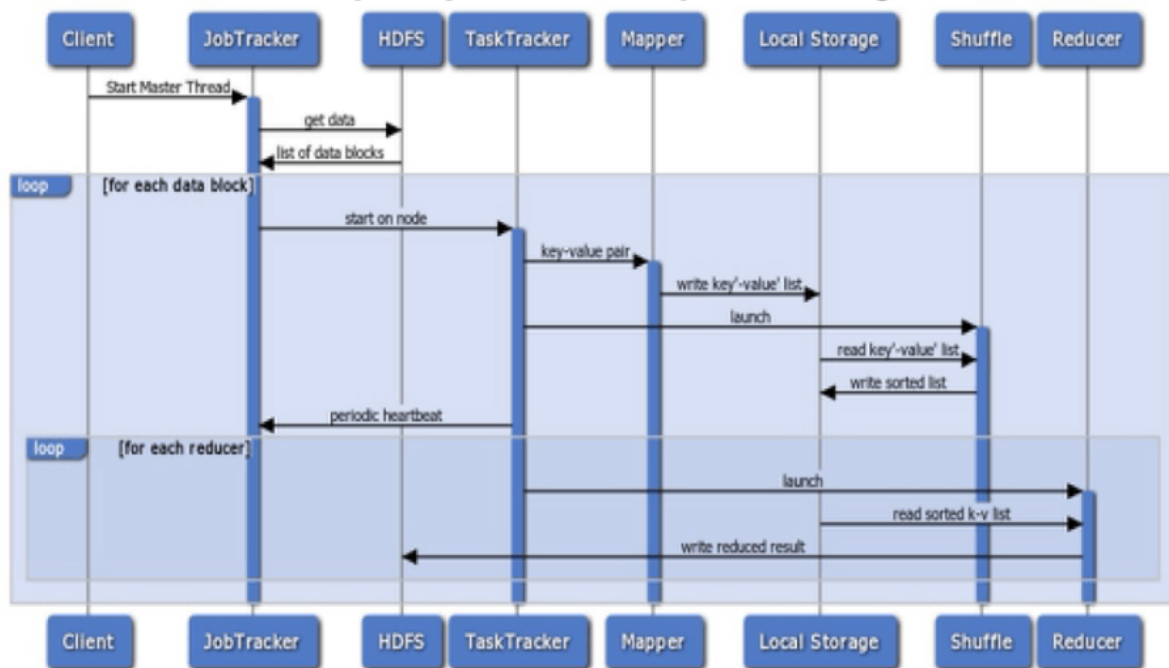 Client JobTracker HDFS TaskTracker Mapper Local Storage Shuffle Reducer
Start Master Thread
get data
list of data blocks
loop [for each data block]
start on node
key-value pair
write key'-value' list
launch
read key'-value' list
write sorted list
periodic heartbeat
loop [for each reducer]
launch
read sorted k-v list
write reduced result
Client JobTracker HDFS TaskTracker Mapper Local Storage Shuffle Reducer